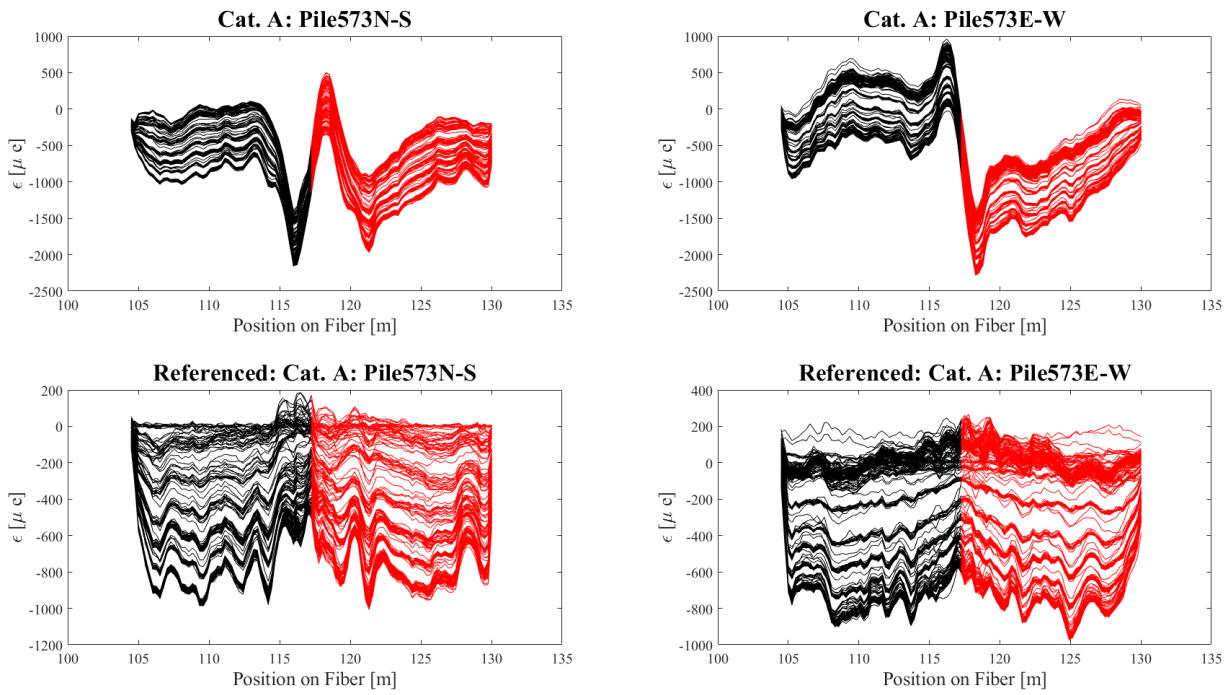 Cat. A: Pile573N-S
1000
500
0
-500
-1000
-1500
-2000
-2500
ϵ [μ e]
100 105 110 115 120 125 130 135
Position on Fiber [m]
Cat. A: Pile573E-W
1000
500
0
-500
-1000
-1500
-2000
-2500
ϵ [μ e]
100 105 110 115 120 125 130 135
Position on Fiber [m]
Referenced: Cat. A: Pile573N-S
200
0
-200
-400
-600
-800
-1000
-1200
ϵ [μ e]
100 105 110 115 120 125 130 135
Position on Fiber [m]
Referenced: Cat. A: Pile573E-W
400
200
0
-200
-400
-600
-800
-1000
ϵ [μ e]
100 105 110 115 120 125 130 135
Position on Fiber [m]